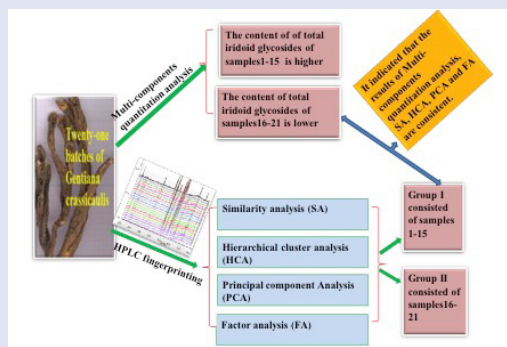 The content of of total
iridoid glycosides of
samples1-15 is higher
The content of total
iridoid glycosides of
samples16-21 is lower
It indicated that the
results of Multi-
components
quantitation analysis,
SA, HCA, PCA and FA
are consistent.
Multi-components
quantitation analysis
Twenty-one
batches of
Gentiana
crassicaulis
HPLC fingerprinting
Similarity analysis (SA)
Hierarchical cluster analysis
(HCA)
Principal component Analysis
(PCA)
Factor analysis (FA)
Group I
consisted
of samples
1-15
Group II
consisted of
samples16-
21